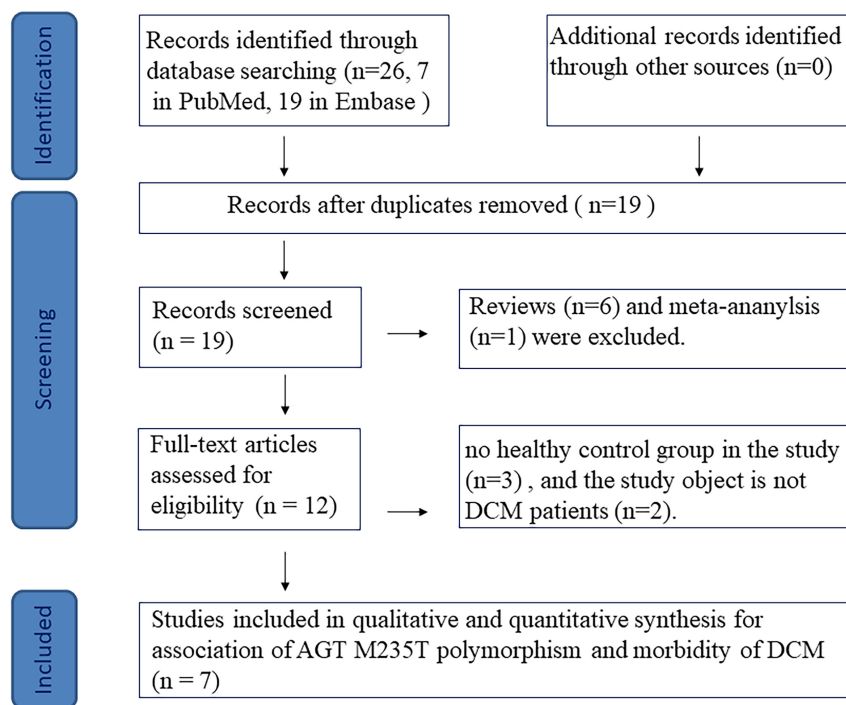 Identification
Records identified through
database searching (n=26, 7
in PubMed, 19 in Embase )
Additional records identified
through other sources (n=0)
Screening
Records after duplicates removed ( n=19 )
Records screened
(n = 19)
Reviews (n=6) and meta-ananylsis
(n=1) were excluded.
Full-text articles
assessed for
eligibility (n = 12)
no healthy control group in the study
(n=3) , and the study object is not
DCM patients (n=2).
Included
Studies included in qualitative and quantitative synthesis for
association of AGT M235T polymorphism and morbidity of DCM
(n = 7)